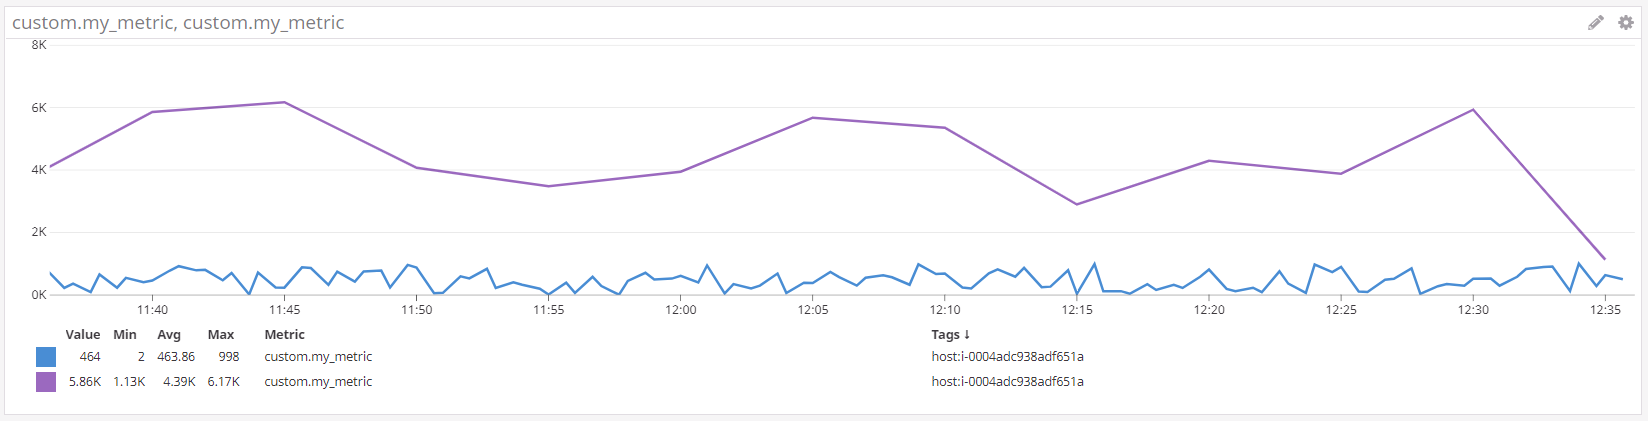 custom.my_metric, custom.my_metric
8K
6K
4K
2K
0K
11:40 11:45 11:50 11:55 12:00 12:05 12:10 12:15 12:20 12:25 12:30 12:35
Value Min Avg Max Metric Tags ↓
464 2 463.86 998 custom.my_metric host:i-0004adc938adf651a
5.86K 1.13K 4.39K 6.17K custom.my_metric host:i-0004adc938adf651a